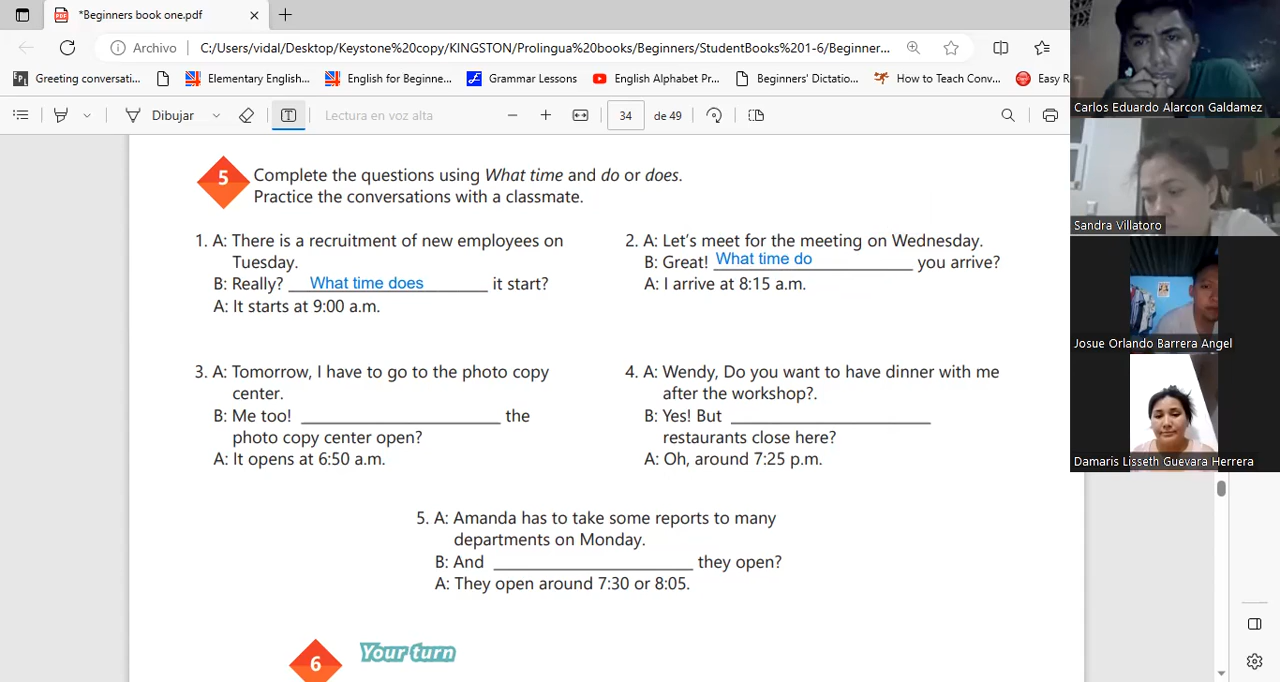 *Beginners book one.pdf
Archivo
C:/Users/vidal/Desktop/Keystone%20copy/KINGSTON/Prolingua%20books/Beginners/StudentBooks%201-6/Beginner...
Greeting conversati...
Elementary English...
English for Beginne...
Grammar Lessons
English Alphabet Pr...
Beginners' Dictatio...
How to Teach Conv...
Easy R
Dibujar
Lectura en voz alta
34
de 49
5
Complete the questions using What time and do or does.
Practice the conversations with a classmate.
1. A: There is a recruitment of new employees on
Tuesday.
B: Really? What time does it start?
A: It starts at 9:00 a.m.
2. A: Let's meet for the meeting on Wednesday.
B: Great! What time do you arrive?
A: I arrive at 8:15 a.m.
3. A: Tomorrow, I have to go to the photo copy
center.
B: Me too! ____________ the
photo copy center open?
A: It opens at 6:50 a.m.
4. A: Wendy, Do you want to have dinner with me
after the workshop?.
B: Yes! But ____________
restaurants close here?
A: Oh, around 7:25 p.m.
5. A: Amanda has to take some reports to many
departments on Monday.
B: And ____________ they open?
A: They open around 7:30 or 8:05.
6
Your turn
Carlos Eduardo Alarcon Galdamez
Sandra Villatoro
Josue Orlando Barrera Angel
Damaris Lisseth Guevara Herrera